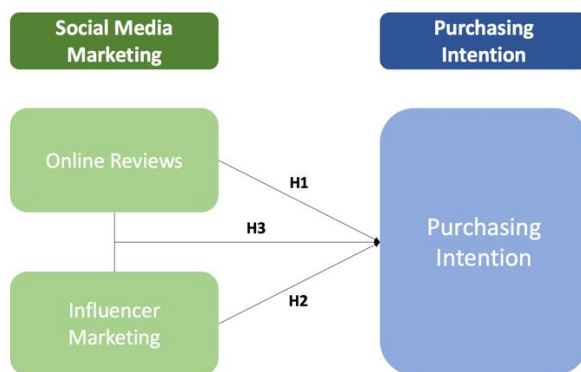 Social Media
Marketing
Purchasing
Intention
Online Reviews
H1
H3
Purchasing
Intention
Influencer
Marketing
H2